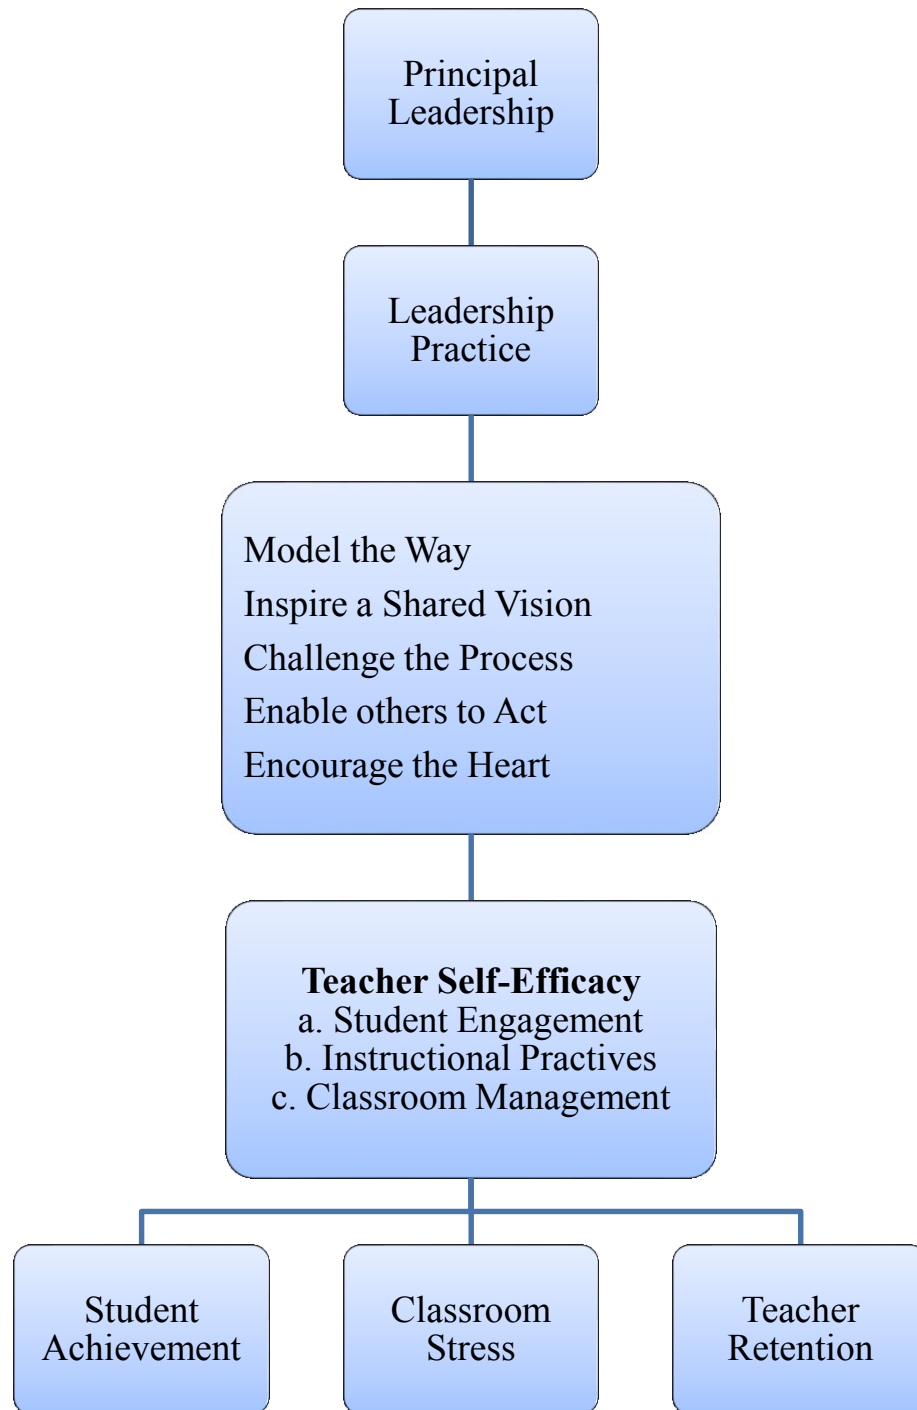 Principal
Leadership
Leadership
Practice
Model the Way
Inspire a Shared Vision
Challenge the Process
Enable others to Act
Encourage the Heart
Teacher Self-Efficacy
a. Student Engagement
b. Instructional Practives
c. Classroom Management
Student
Achievement
Classroom
Stress
Teacher
Retention